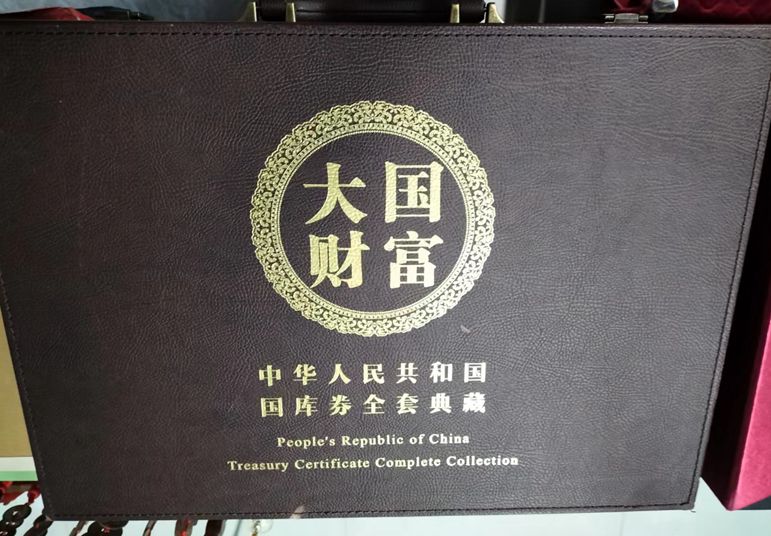 大国
财富
中华人民共和国
国库券全套典藏
People's Republic of China
Treasury Certificate Complete Collection